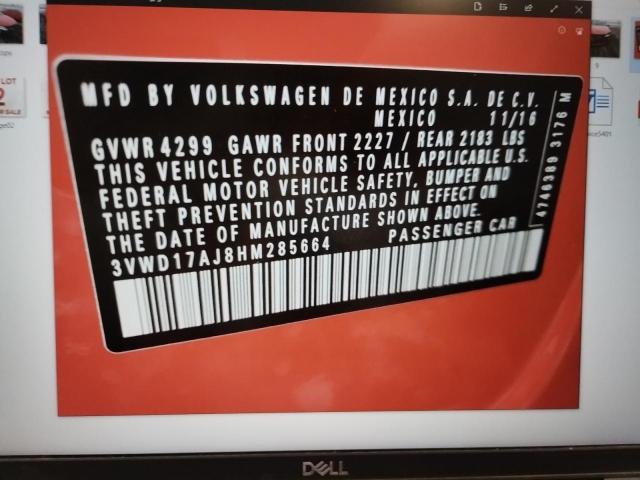 MFD BY VOLKSWAGEN DE MEXICO S.A. DE C.V.
MEXICO 11/16
GVWR 4299 GAWR FRONT 2227 / REAR 2183 LBS
THIS VEHICLE CONFORMS TO ALL APPLICABLE U.S.
FEDERAL MOTOR VEHICLE SAFETY, BUMPER AND
THEFT PREVENTION STANDARDS IN EFFECT ON
THE DATE OF MANUFACTURE SHOWN ABOVE.
3VWD17AJ8HM285664 PASSENGER CAR
4746389 3176 M
LOT
DELL